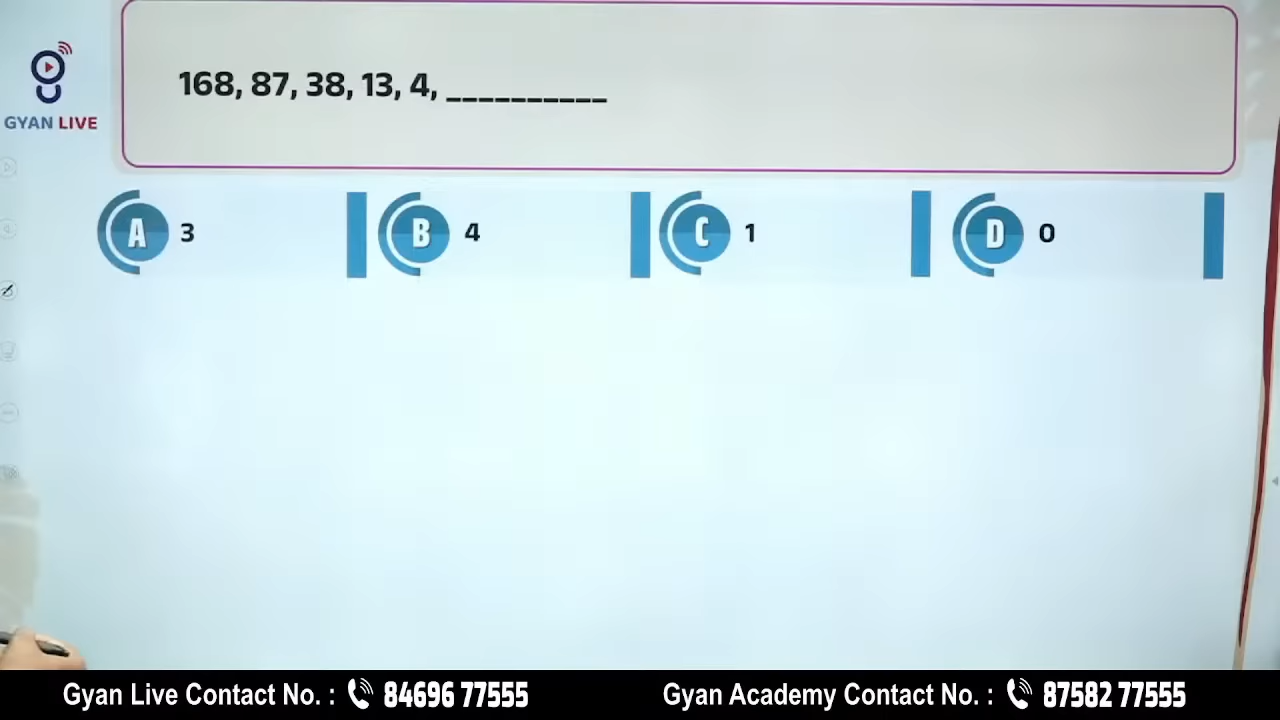 GYAN LIVE
168, 87, 38, 13, 4, __________
A 3
B 4
C 1
D 0
Gyan Live Contact No. : 84696 77555
Gyan Academy Contact No. : 87582 77555